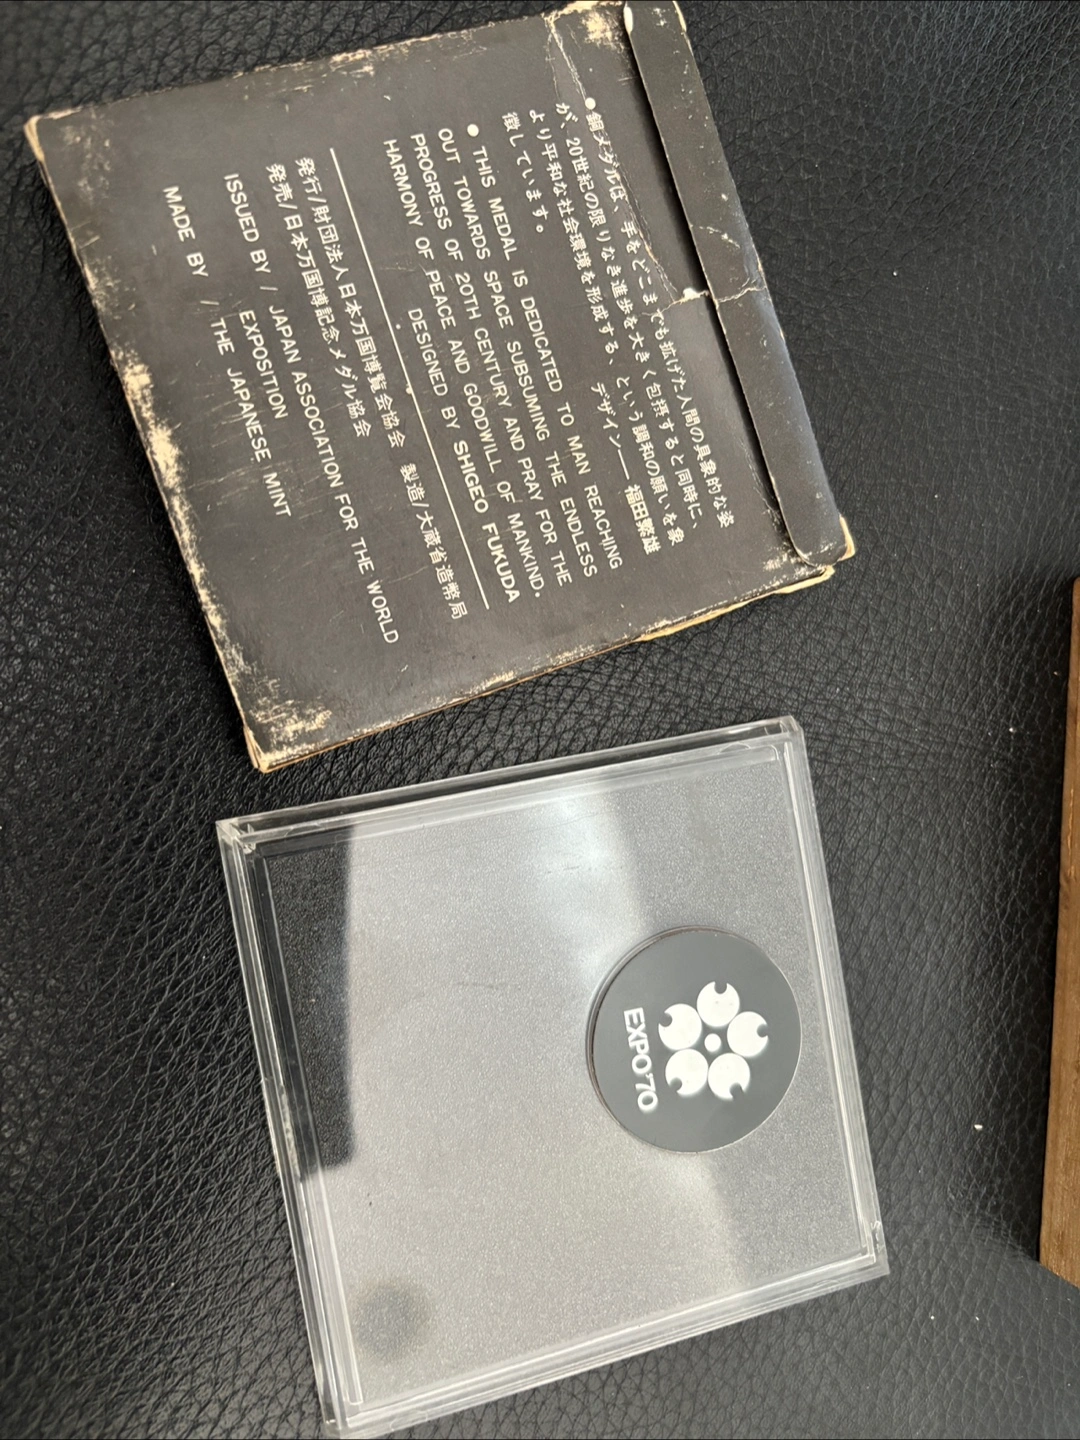 ●銅メダルは、手をどこまでも拡げた人間の具象的な姿
が、20世紀の限りなき進歩を大きく包摂すると同時に、
より平和な社会環境を形成する、という調和の願いを象
徴しています。
デザイン——福田繁雄
●THIS MEDAL IS DEDICATED TO MAN REACHING
OUT TOWARDS SPACE SUBSUMING THE ENDLESS
PROGRESS OF 20TH CENTURY AND PRAY FOR THE
HARMONY OF PEACE AND GOODWILL OF MANKIND.
DESIGNED BY SHIGEO FUKUDA
発行/財団法人日本万国博覧会協会 製造/大蔵省造幣局
発売/日本万国博記念メダル協会
ISSUED BY / JAPAN ASSOCIATION FOR THE WORLD
EXPOSITION
MADE BY / THE JAPANESE MINT
EXPO'70